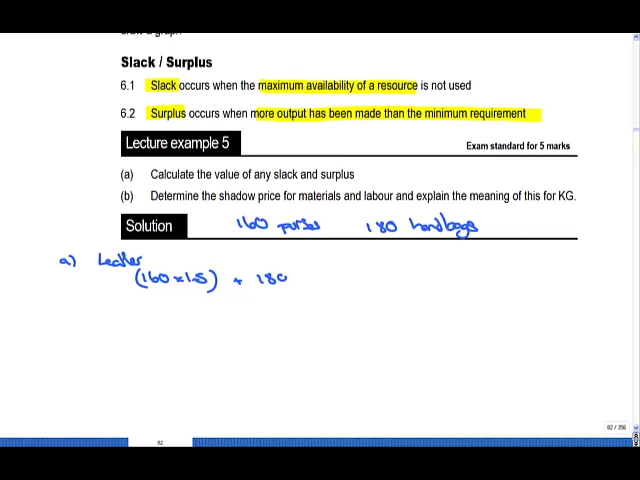 draw a graph
Slack / Surplus
6.1 Slack occurs when the maximum availability of a resource is not used
6.2 Surplus occurs when more output has been made than the minimum requirement
Lecture example 5 Exam standard for 5 marks
(a) Calculate the value of any slack and surplus
(b) Determine the shadow price for materials and labour and explain the meaning of this for KG.
Solution 160 purses 180 handbags
a) Leather
(160 x 1.5) + 180
82 / 356
82